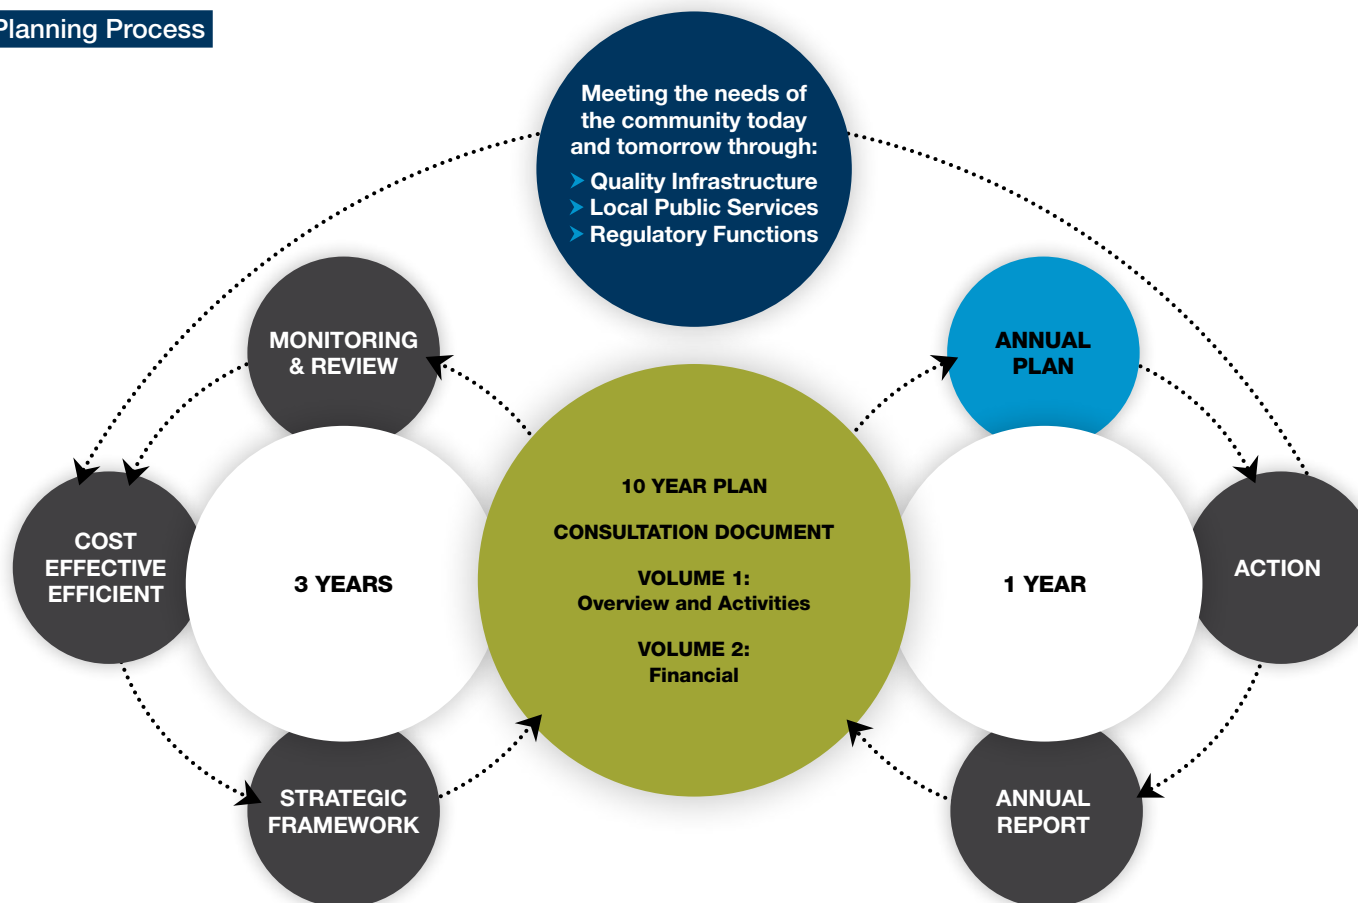 Planning Process
Meeting the needs of
the community today
and tomorrow through:
➤ Quality Infrastructure
➤ Local Public Services
➤ Regulatory Functions
MONITORING
& REVIEW
ANNUAL
PLAN
10 YEAR PLAN
CONSULTATION DOCUMENT
VOLUME 1:
Overview and Activities
VOLUME 2:
Financial
COST
EFFECTIVE
EFFICIENT
3 YEARS
1 YEAR
ACTION
STRATEGIC
FRAMEWORK
ANNUAL
REPORT